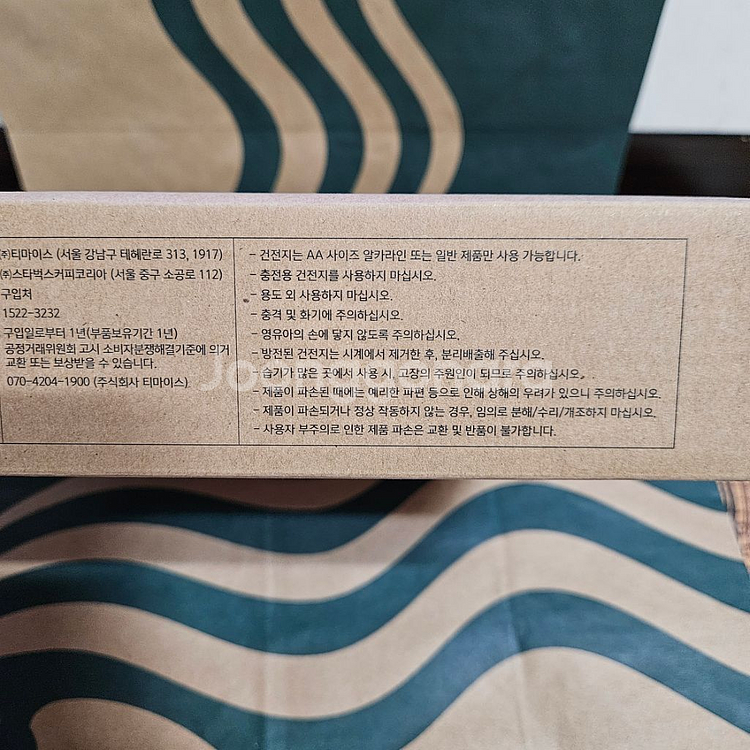 ㈜티마이스 (서울 강남구 테헤란로 313, 1917)
㈜스타벅스커피코리아 (서울 중구 소공로 112)
구입처
1522-3232
구입일로부터 1년(부품보유기간 1년)
공정거래위원회 고시 소비자분쟁해결기준에 의거
교환 또는 보상받을 수 있습니다.
070-4204-1900 (주식회사 티마이스)
- 건전지는 AA 사이즈 알카라인 또는 일반 제품만 사용 가능합니다.
- 충전용 건전지를 사용하지 마십시오.
- 용도 외 사용하지 마십시오.
- 충격 및 화기에 주의하십시오.
- 영유아의 손에 닿지 않도록 주의하십시오.
- 방전된 건전지는 시계에서 제거한 후, 분리배출해 주십시오.
- 습기가 많은 곳에서 사용 시, 고장의 주원인이 되므로 주의하십시오.
- 제품이 파손된 때에는 예리한 파편 등으로 인해 상해의 우려가 있으니 주의하십시오.
- 제품이 파손되거나 정상 작동하지 않는 경우, 임의로 분해/수리/개조하지 마십시오.
- 사용자 부주의로 인한 제품 파손은 교환 및 반품이 불가합니다.